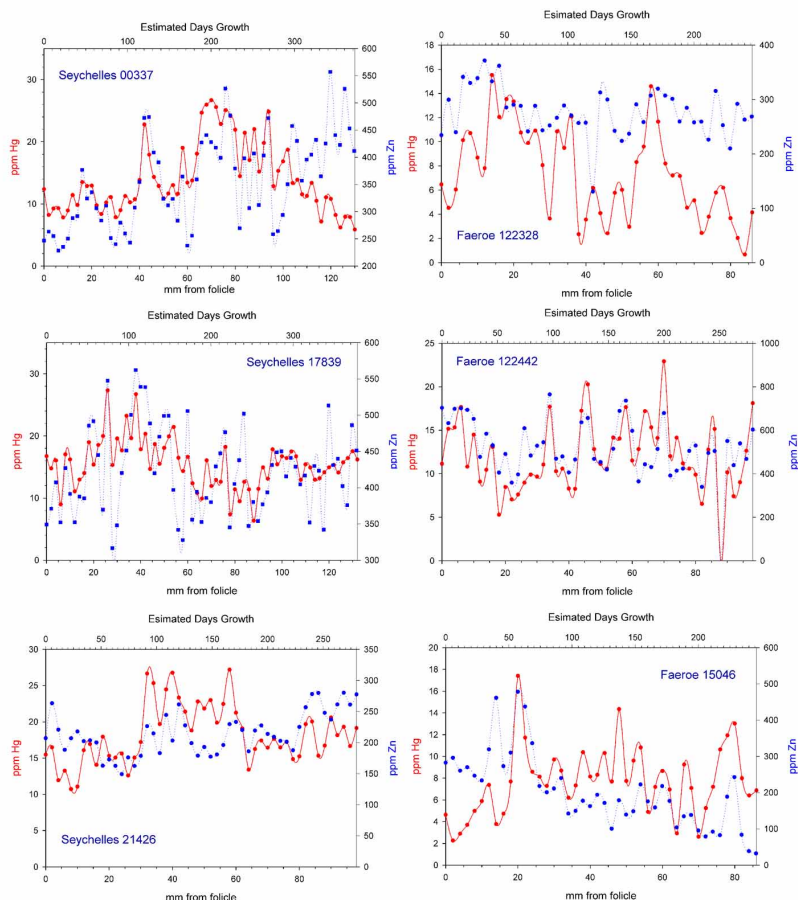 Estimated Days Growth
0 100 200 300
Seychelles 00337
ppm Hg
30
20
10
0
600
550
500
450
400
350
300
250
200
ppm Zn
0 20 40 60 80 100 120
mm from folicle
Esimated Days Growth
0 50 100 150 200
ppm Hg
18
16
14
12
10
8
6
4
2
0
400
300
200
100
0
ppm Zn
Faeroe 122328
0 20 40 60 80
mm from folicle
Estimated Days Growth
0 100 200 300
Seychelles 17839
ppm Hg
30
20
10
0
600
550
500
450
400
350
300
ppm Zn
0 20 40 60 80 100 120
mm from folicle
Esimated Days Growth
0 50 100 150 200 250
Faeroe 122442
ppm Hg
25
20
15
10
5
0
1000
800
600
400
200
0
ppm Zn
0 20 40 60 80
mm from folicle
Esimated Days Growth
0 50 100 150 200 250
ppm Hg
30
25
20
15
10
5
0
350
300
250
200
150
100
50
0
ppm Zn
Seychelles 21426
0 20 40 60 80
mm from folicle
Esimated Days Growth
0 50 100 150 200
Faeroe 15046
ppm Hg
20
18
16
14
12
10
8
6
4
2
0
600
500
400
300
200
100
0
ppm Zn
0 20 40 60 80
mm from folicle